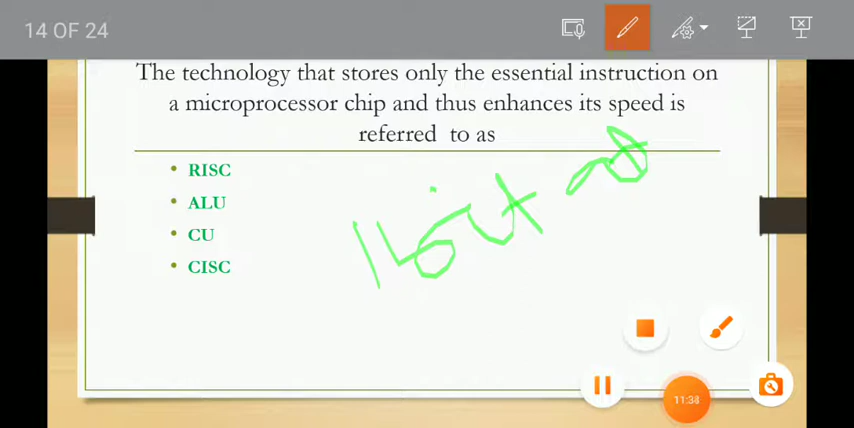 14 OF 24
The technology that stores only the essential instruction on
a microprocessor chip and thus enhances its speed is
referred to as
• RISC
• ALU
• CU
• CISC
11:38